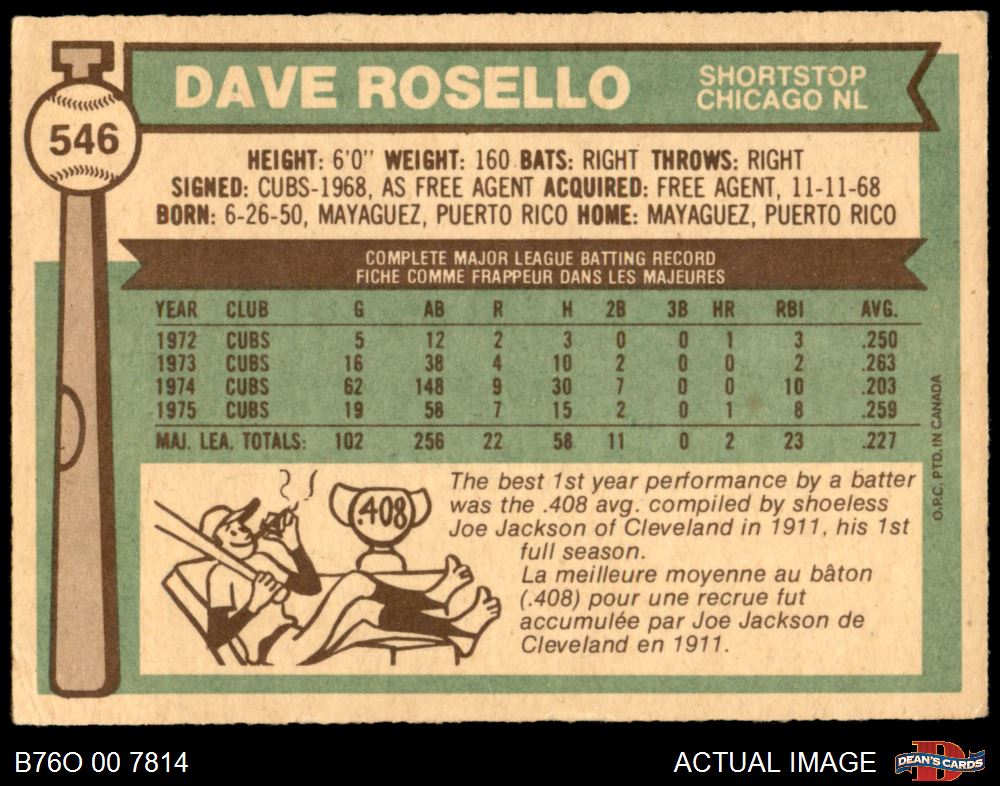 DAVE ROSELLO
SHORTSTOP
CHICAGO NL
546
HEIGHT: 6'0" WEIGHT: 160 BATS: RIGHT THROWS: RIGHT
SIGNED: CUBS-1968, AS FREE AGENT ACQUIRED: FREE AGENT, 11-11-68
BORN: 6-26-50, MAYAGUEZ, PUERTO RICO HOME: MAYAGUEZ, PUERTO RICO
COMPLETE MAJOR LEAGUE BATTING RECORD
FICHE COMME FRAPPEUR DANS LES MAJEURES
YEAR CLUB G AB R H 2B 3B HR RBI AVG.
1972 CUBS 5 12 2 3 0 0 1 3 .250
1973 CUBS 16 38 4 10 2 0 0 2 .263
1974 CUBS 62 148 9 30 7 0 0 10 .203
1975 CUBS 19 58 7 15 2 0 1 8 .259
MAJ. LEA. TOTALS: 102 256 22 58 11 0 2 23 .227
O.P.C. PTD. IN CANADA
.408
The best 1st year performance by a batter
was the .408 avg. compiled by shoeless
Joe Jackson of Cleveland in 1911, his 1st
full season.
La meilleure moyenne au bâton
(.408) pour une recrue fut
accumulée par Joe Jackson de
Cleveland en 1911.
B76O 00 7814
ACTUAL IMAGE
DEAN'S CARDS